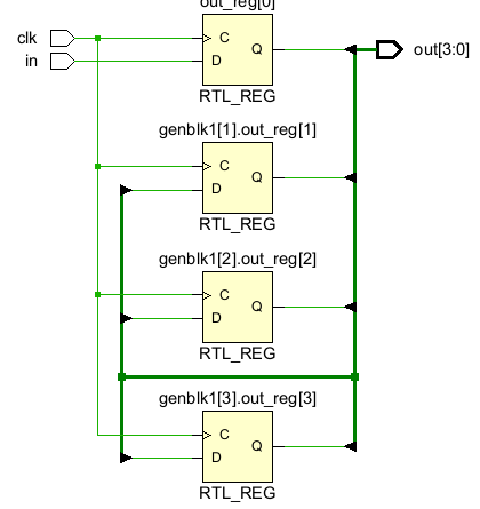 out_reg[0]
clk
C
Q
out[3:0]
in
D
RTL_REG
genblk1[1].out_reg[1]
C
Q
D
RTL_REG
genblk1[2].out_reg[2]
C
Q
D
RTL_REG
genblk1[3].out_reg[3]
C
Q
D
RTL_REG